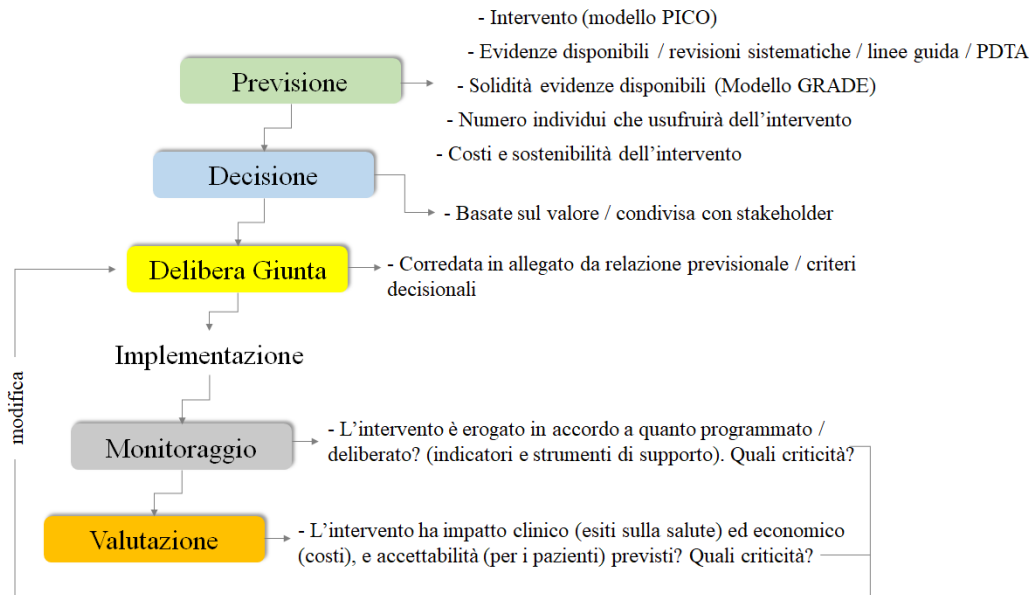 - Intervento (modello PICO)
- Evidenze disponibili / revisioni sistematiche / linee guida / PDTA
Previsione
- Solidità evidenze disponibili (Modello GRADE)
- Numero individui che usufruirà dell'intervento
- Costi e sostenibilità dell'intervento
Decisione
- Basate sul valore / condivisa con stakeholder
Delibera Giunta
- Corredata in allegato da relazione previsionale / criteri
decisionali
Implementazione
modifica
Monitoraggio
- L'intervento è erogato in accordo a quanto programmato /
deliberato? (indicatori e strumenti di supporto). Quali criticità?
Valutazione
- L'intervento ha impatto clinico (esiti sulla salute) ed economico
(costi), e accettabilità (per i pazienti) previsti? Quali criticità?